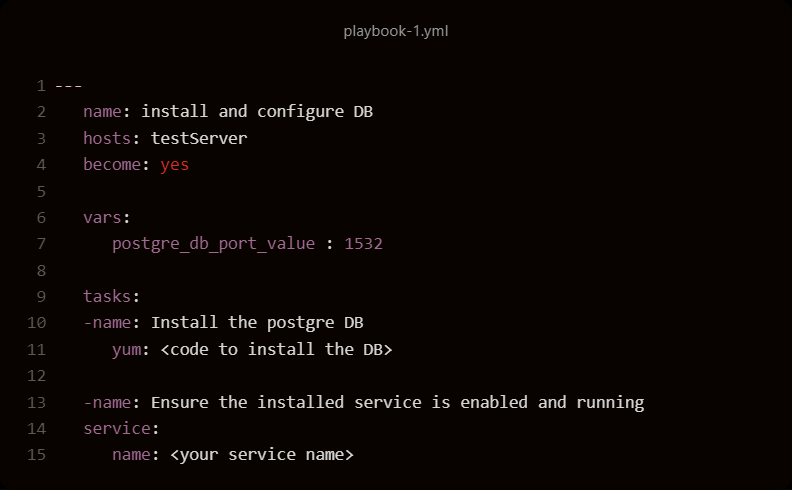 playbook-1.yml
1 ---
2 name: install and configure DB
3 hosts: testServer
4 become: yes
5
6 vars:
7 postgre_db_port_value : 1532
8
9 tasks:
10 -name: Install the postgre DB
11 yum: <code to install the DB>
12
13 -name: Ensure the installed service is enabled and running
14 service:
15 name: <your service name>